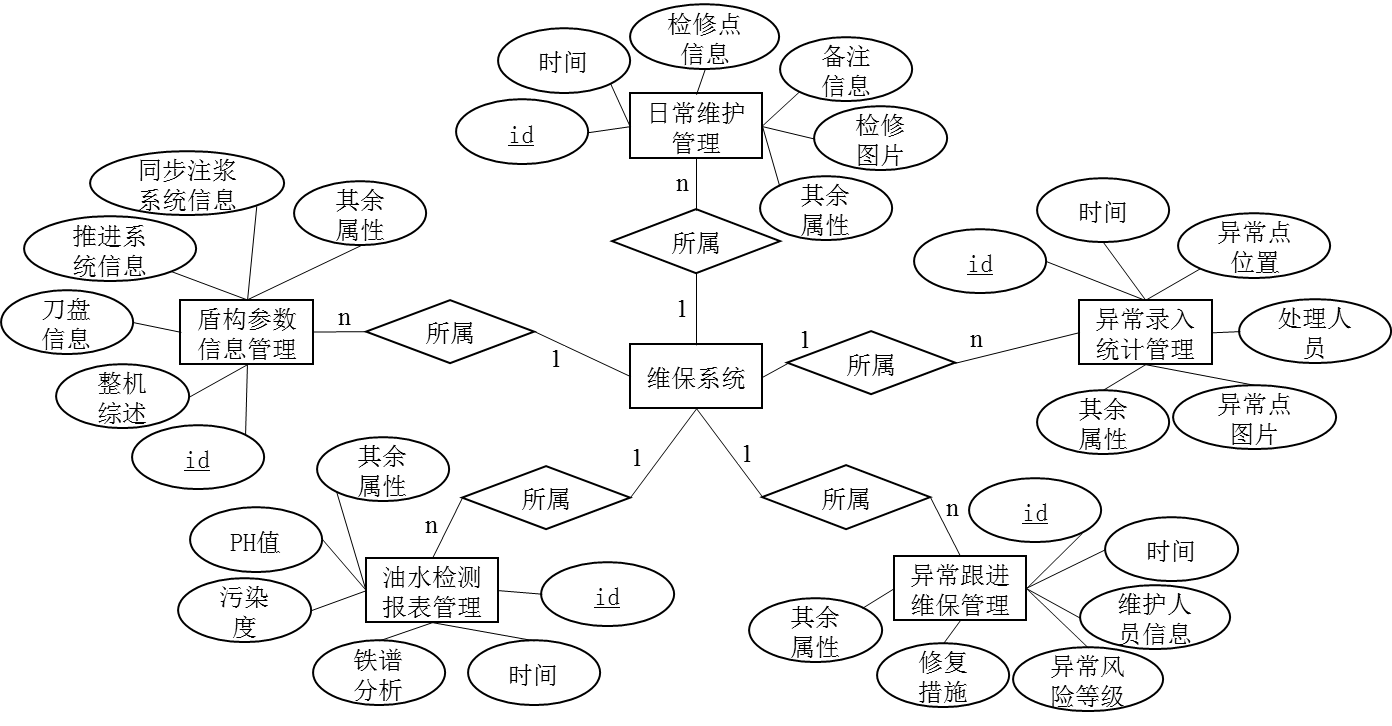 检修点
信息
时间
备注
信息
日常维护
管理
id
检修
图片
同步注浆
系统信息
其余
属性
n
其余
属性
时间
推进系
统信息
所属
异常点
位置
id
刀盘
信息
盾构参数
信息管理
n
所属
1
1
异常录入
统计管理
处理人
员
n
所属
1
维保系统
整机
综述
其余
属性
异常点
图片
id
其余
属性
1
1
所属
所属
n
n
id
PH值
时间
油水检测
报表管理
异常跟进
维保管理
污染
度
id
维护人
员信息
其余
属性
铁谱
分析
时间
修复
措施
异常风
险等级